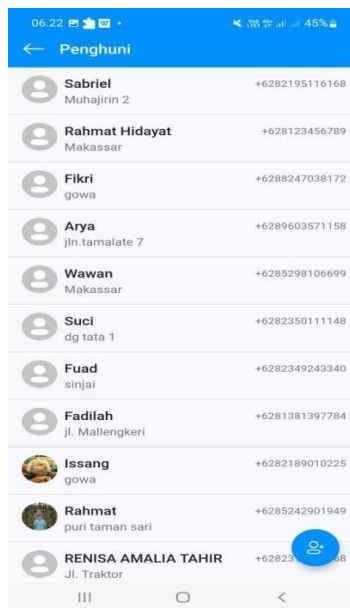 06.22 45%
Penghuni
Sabriel +6282195116168
Muhajirin 2
Rahmat Hidayat +628123456789
Makassar
Fikri +6288247038172
gowa
Arya +6289603571158
jln.tamalate 7
Wawan +6285298106699
Makassar
Suci +6282350111148
dg tata 1
Fuad +6282349243340
sinjai
Fadilah +6281381397784
jl. Mallengkeri
Issang +6282189010225
gowa
Rahmat +6285242901949
puri taman sari
RENISA AMALIA TAHIR
Jl. Traktor